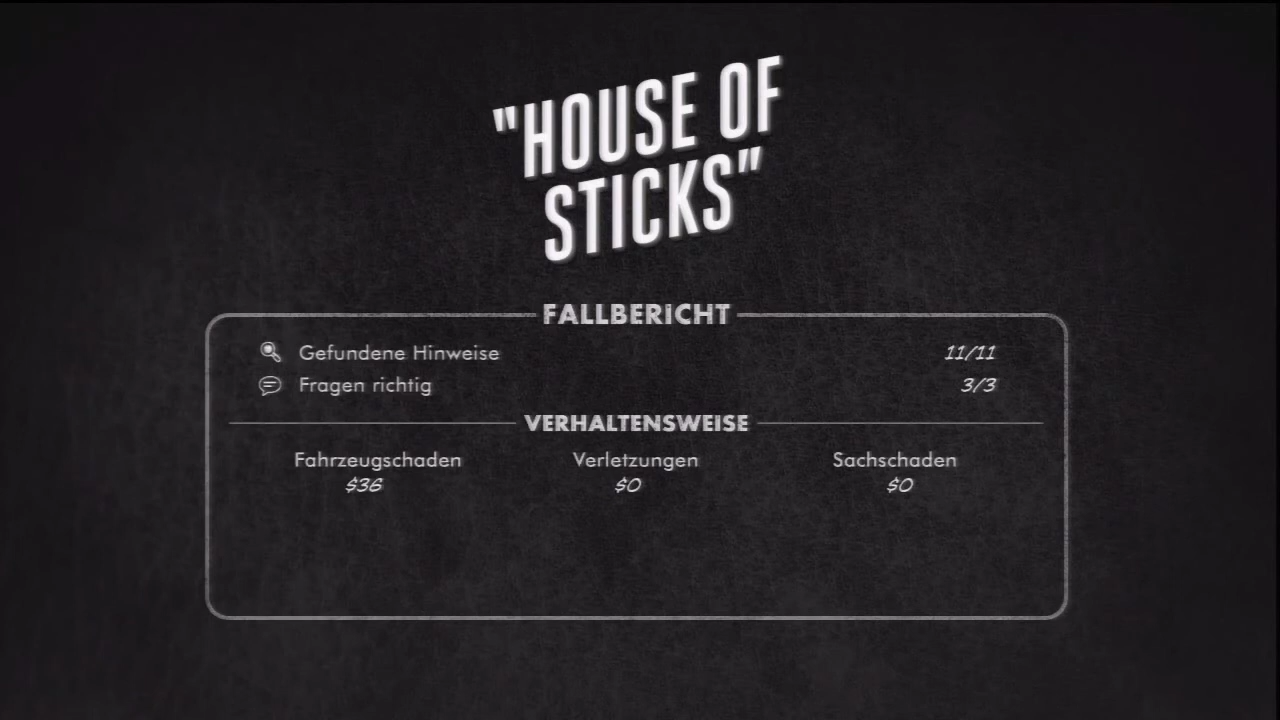 "HOUSE OF
STICKS"
FALLBERICHT
Gefundene Hinweise 11/11
Fragen richtig 3/3
VERHALTENSWEISE
Fahrzeugschaden Verletzungen Sachschaden
$36 $0 $0